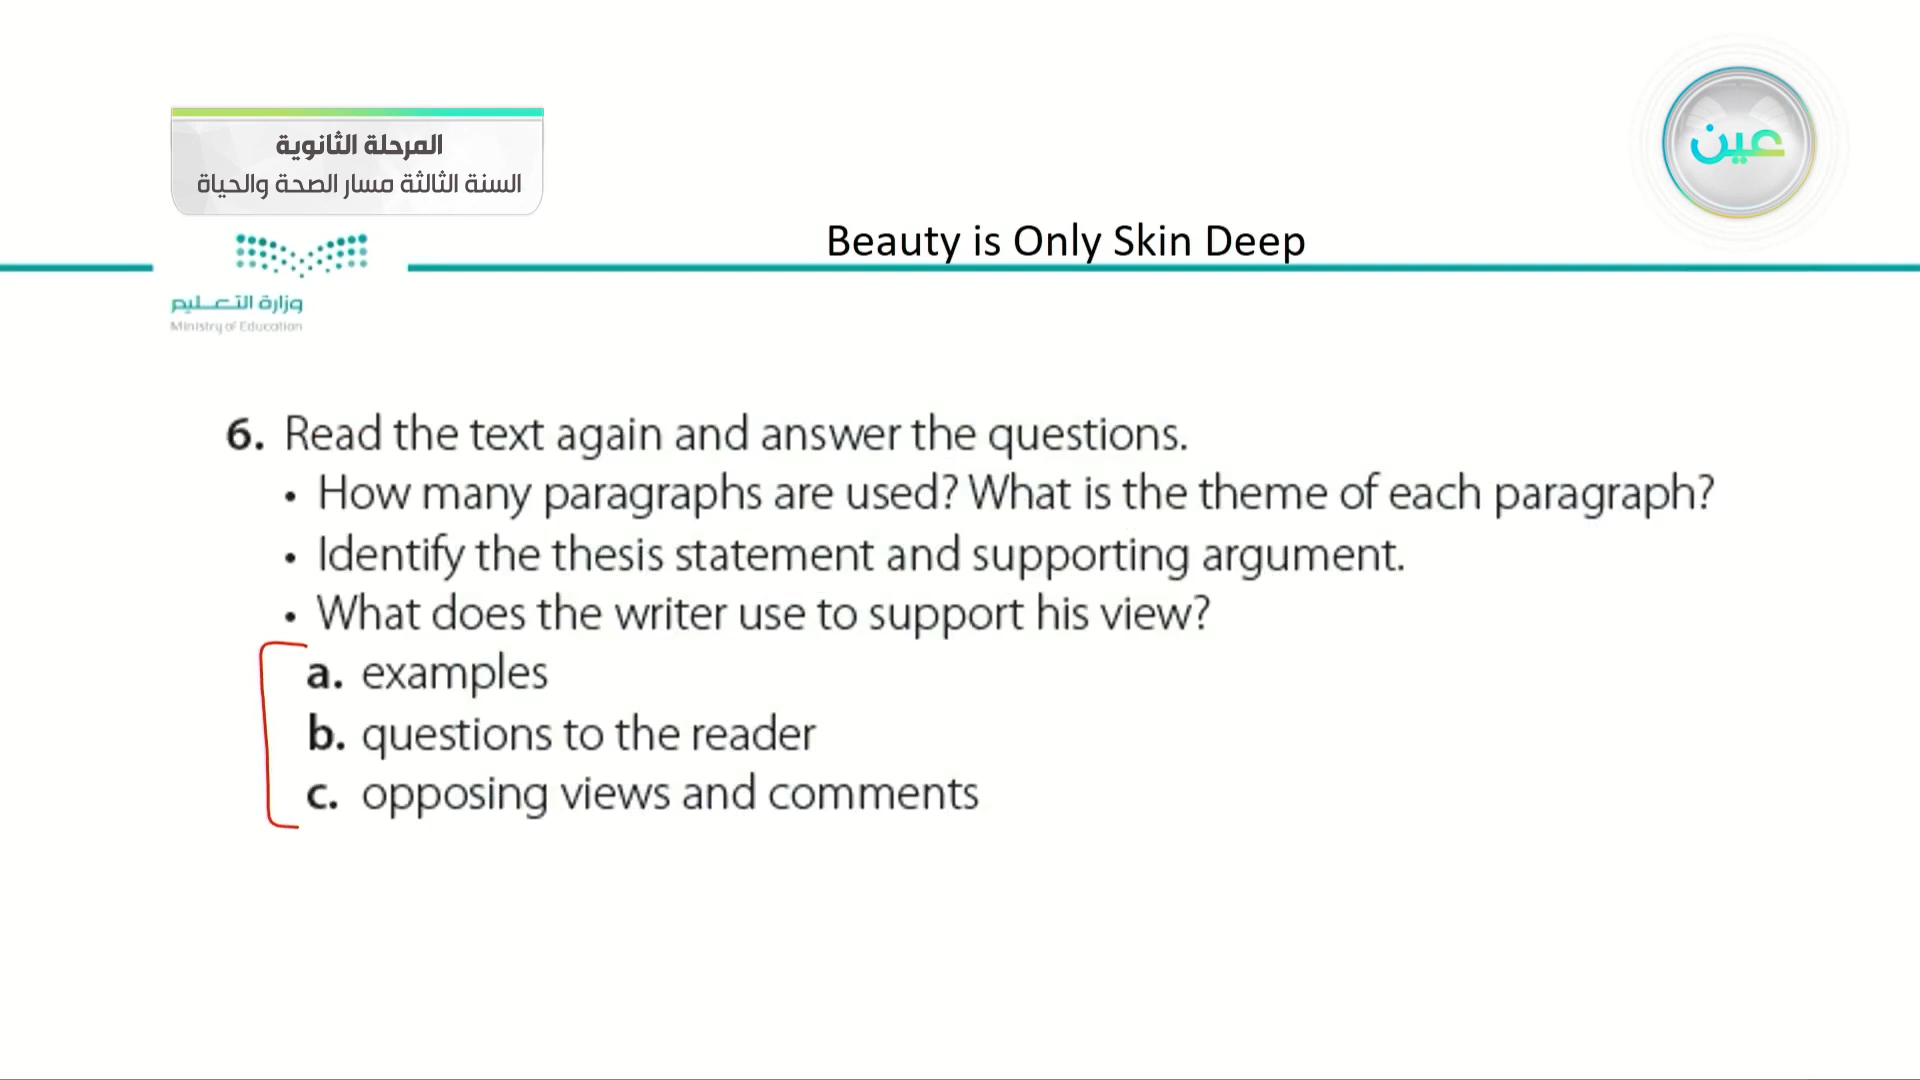 المرحلة الثانوية
السنة الثالثة مسار الصحة والحياة
عين
Beauty is Only Skin Deep
وزارة التعليم
Ministry of Education
6. Read the text again and answer the questions.
• How many paragraphs are used? What is the theme of each paragraph?
• Identify the thesis statement and supporting argument.
• What does the writer use to support his view?
a. examples
b. questions to the reader
c. opposing views and comments